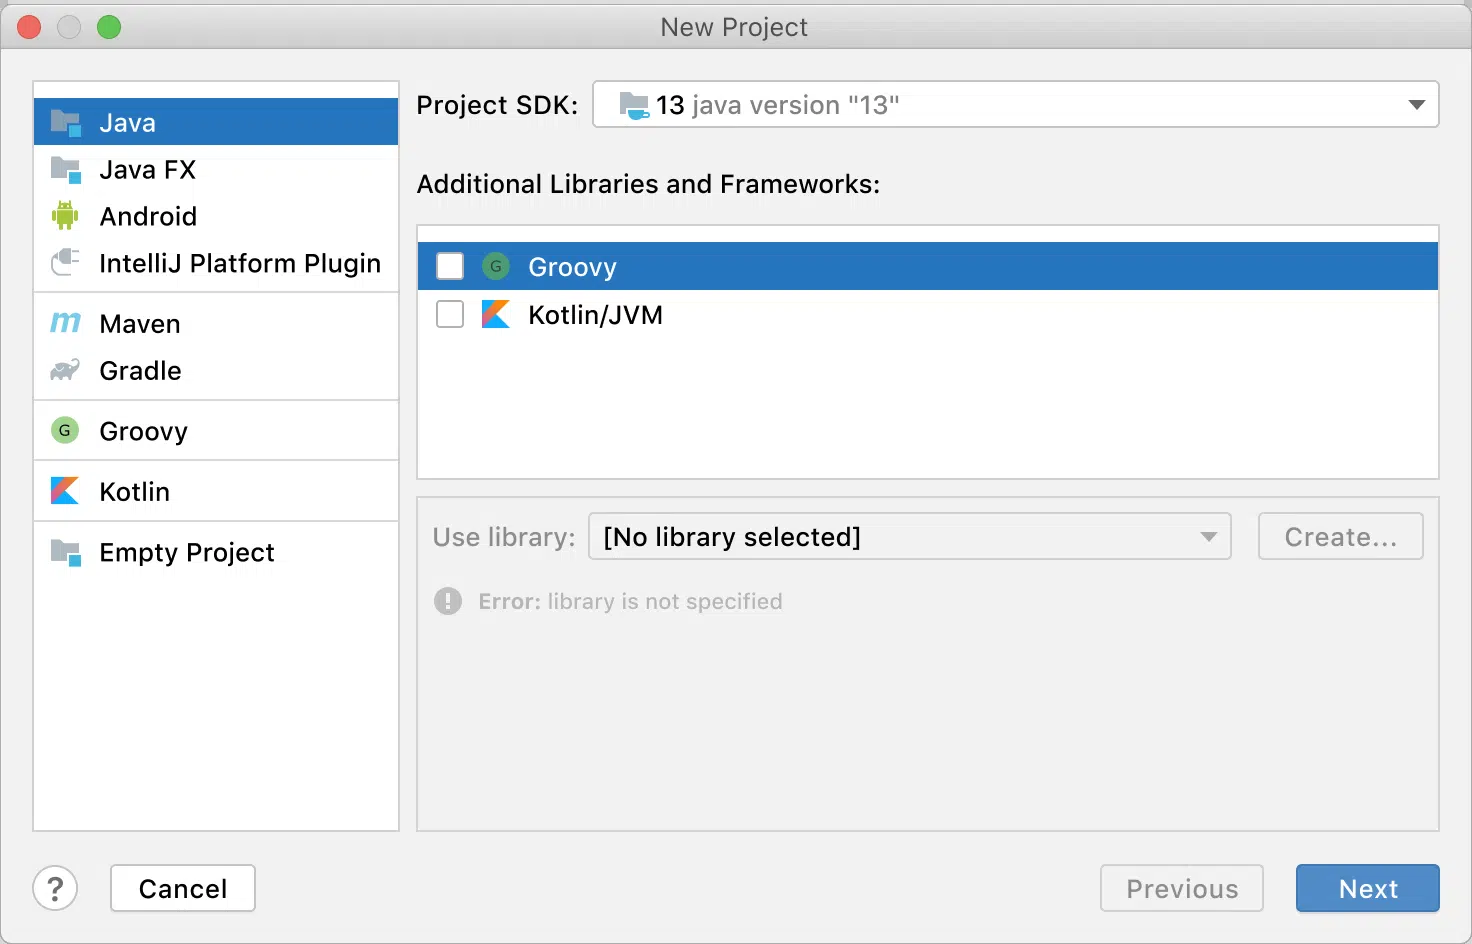 New Project
Java
Java FX
Android
IntelliJ Platform Plugin
m Maven
Gradle
G Groovy
Kotlin
Empty Project
Project SDK: 13 java version "13"
Additional Libraries and Frameworks:
G Groovy
Kotlin/JVM
Use library: [No library selected] Create...
! Error: library is not specified
? Cancel Previous Next